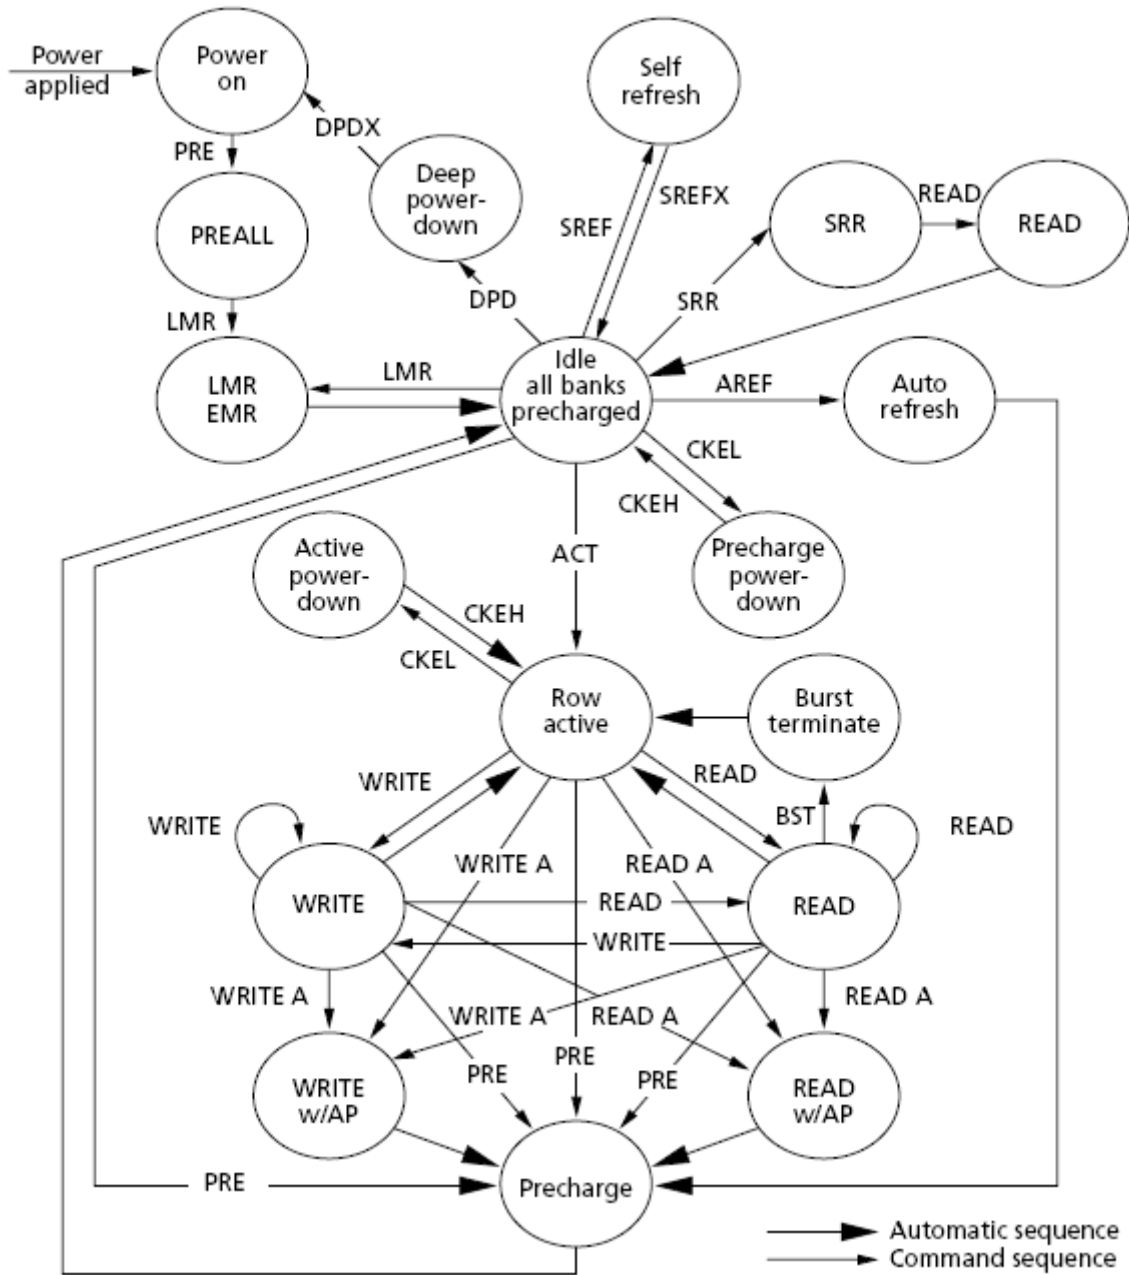 Power
applied
Power
on
PRE
PREALL
LMR
LMR
EMR
DPDX
Deep
power-
down
DPD
Self
refresh
SREF
SREFX
SRR
SRR
READ
READ
LMR
Idle
all banks
precharged
AREF
Auto
refresh
CKEL
CKEH
Precharge
power-
down
ACT
Active
power-
down
CKEH
CKEL
Row
active
Burst
terminate
WRITE
READ
BST
WRITE
READ
WRITE A
READ A
WRITE
READ
READ
WRITE
WRITE A
WRITE A
READ A
READ A
PRE
PRE
PRE
WRITE
w/AP
READ
w/AP
PRE
Precharge
Automatic sequence
Command sequence